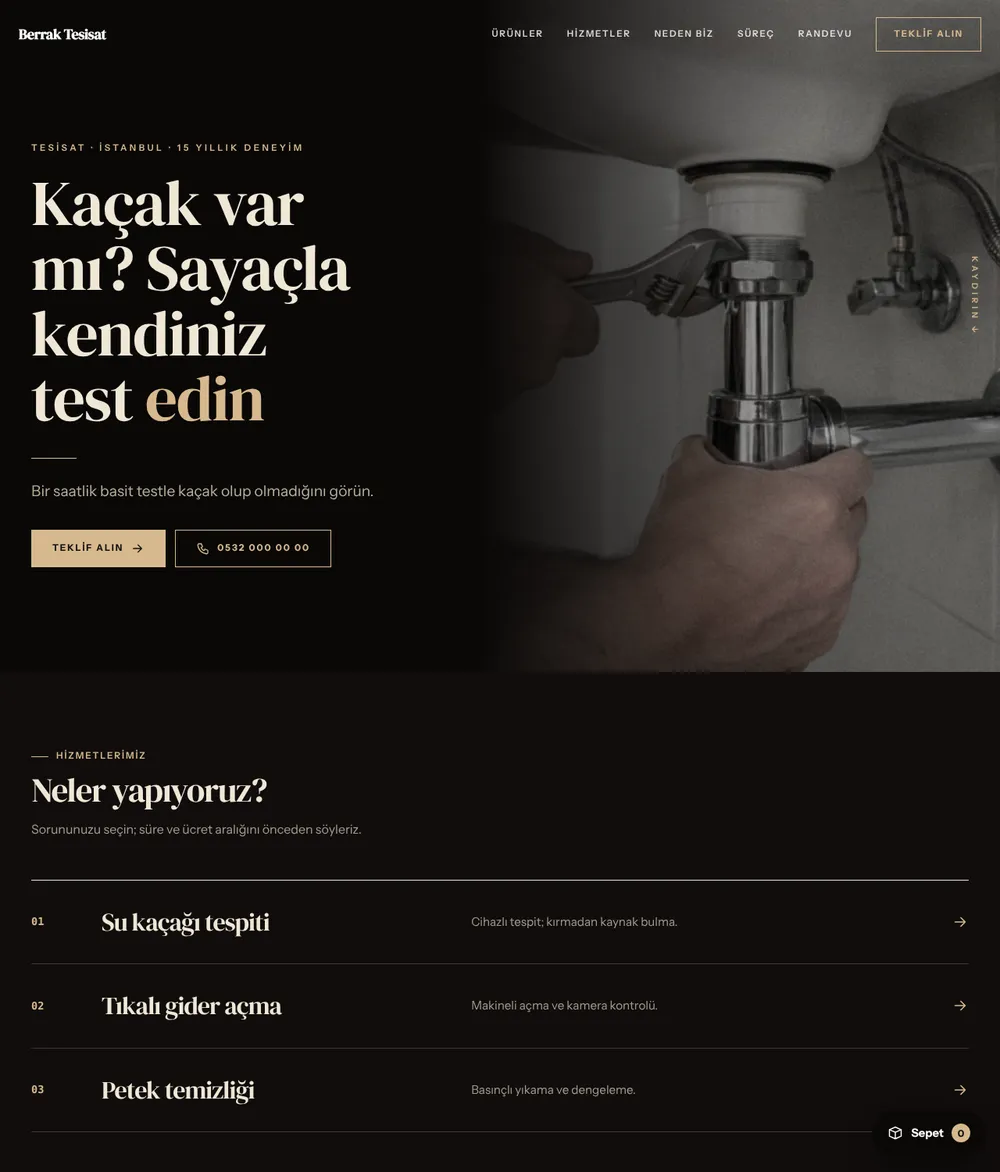 Berrak Tesisat
ÜRÜNLER
HİZMETLER
NEDEN BİZ
SÜREÇ
RANDEVU
TEKLİF ALIN
TESİSAT · İSTANBUL · 15 YILLIK DENEYİM
Kaçak var
mı? Sayaçla
kendiniz
test edin
KAYDIRIN →
Bir saatlik basit testle kaçak olup olmadığını görün.
TEKLİF ALIN →
0532 000 00 00
HİZMETLERİMİZ
Neler yapıyoruz?
Sorununuzu seçin; süre ve ücret aralığını önceden söyleriz.
01
Su kaçağı tespiti
Cihazlı tespit; kırmadan kaynak bulma.
→
02
Tıkalı gider açma
Makineli açma ve kamera kontrolü.
→
03
Petek temizliği
Basınçlı yıkama ve dengeleme.
→
Sepet 0